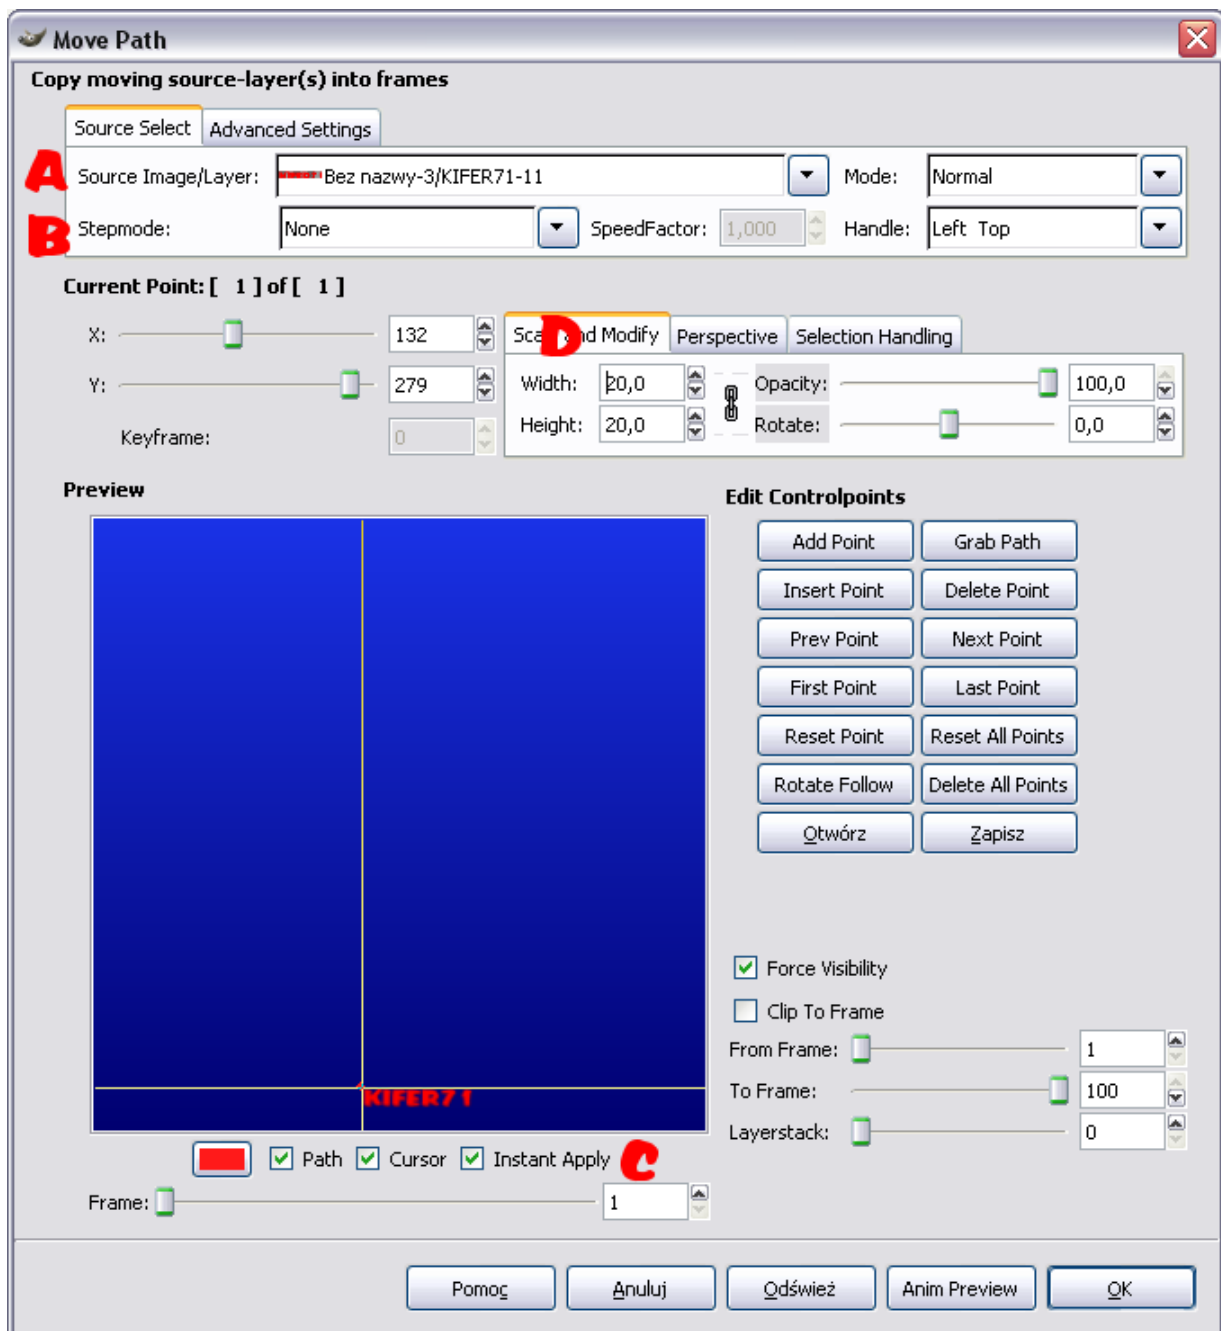 Move Path
Copy moving source-layer(s) into frames
Source Select Advanced Settings
A Source Image/Layer: Bez nazwy-3/KIFER71-11 Mode: Normal
B Stepmode: None SpeedFactor: 1,000 Handle: Left Top
Current Point: [ 1 ] of [ 1 ]
X: 132
Y: 279
Keyframe: 0
D and Modify Perspective Selection Handling
Width: 20,0 Opacity: 100,0
Height: 20,0 Rotate: 0,0
Preview
KIFER71
Path Cursor Instant Apply C
Frame: 1
Edit Controlpoints
Add Point Grab Path
Insert Point Delete Point
Prev Point Next Point
First Point Last Point
Reset Point Reset All Points
Rotate Follow Delete All Points
Otwórz Zapisz
Force Visibility
Clip To Frame
From Frame: 1
To Frame: 100
Layerstack: 0
Pomoc Anuluj Odśwież Anim Preview OK